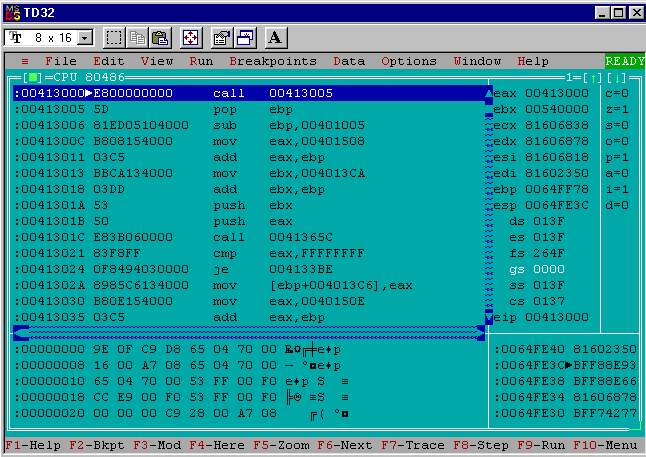 TD32
8 x 16
A
≡ File Edit View Run Breakpoints Data Options Window Help READY
[■]=CPU 80486 1=[↑][↓]
:00413000►E800000000 call 00413005 eax 00413000 c=0
:00413005 5D pop ebp ebx 00540000 z=1
:00413006 81ED05104000 sub ebp,00401005 ecx 81606838 s=0
:0041300C B808154000 mov eax,00401508 edx 81606878 o=0
:00413011 03C5 add eax,ebp esi 81606818 p=1
:00413013 BBCA134000 mov ebx,004013CA edi 81602350 a=0
:00413018 03DD add ebx,ebp ebp 0064FF78 i=1
:0041301A 53 push ebx esp 0064FE3C d=0
:0041301B 50 push eax ds 013F
:0041301C E83B060000 call 0041365C es 013F
:00413021 83F8FF cmp eax,FFFFFFFF fs 264F
:00413024 0F8494030000 je 004133BE gs 0000
:0041302A 8985C6134000 mov [ebp+004013C6],eax ss 013F
:00413030 B80E154000 mov eax,0040150E cs 0137
:00413035 03C5 add eax,ebp eip 00413000
:00000000 9E 0F C9 D8 65 04 70 00 ₧☼╔╪e♦p :0064FE40 81602350
:00000008 16 00 A7 08 65 04 70 00 ▬ º◘e♦p :0064FE3C►BFF88E93
:00000010 65 04 70 00 53 FF 00 F0 e♦p S ≡ :0064FE38 BFF88E66
:00000018 CC E9 00 F0 53 FF 00 F0 ╠Θ ≡S ≡ :0064FE34 81606878
:00000020 00 00 00 C9 28 00 A7 08 ╔( º◘ :0064FE30 BFF74277
F1-Help F2-Bkpt F3-Mod F4-Here F5-Zoom F6-Next F7-Trace F8-Step F9-Run F10-Menu